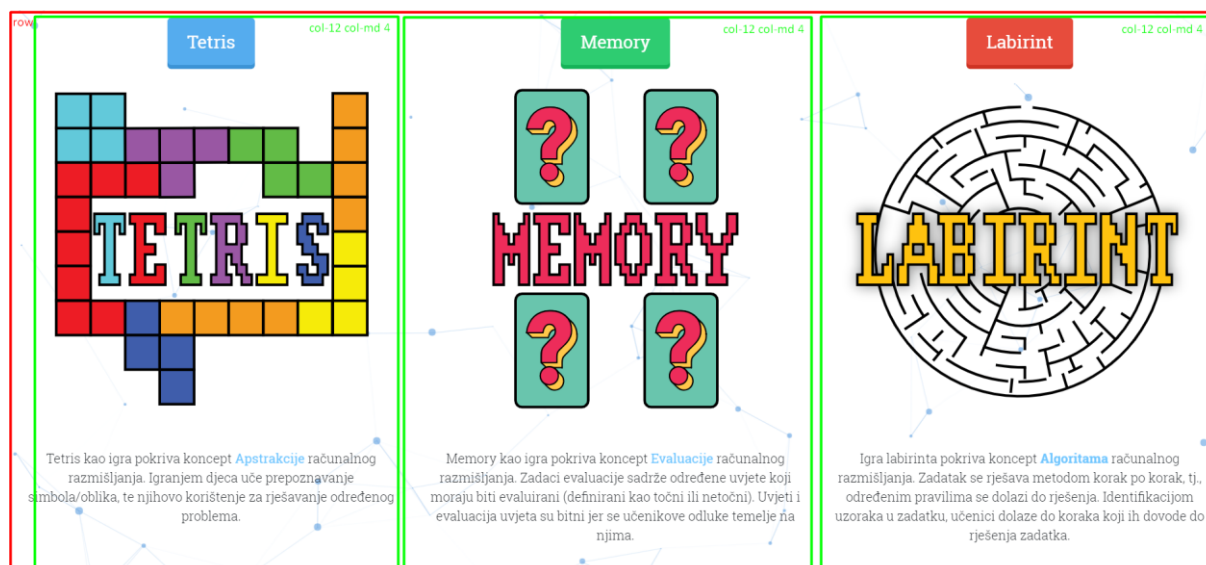 row
col-12 col-md 4
Tetris
TETRIS
Tetris kao igra pokriva koncept Apstrakcije računalnog
razmišljanja. Igranjem djeca uče prepoznavanje
simbola/oblika, te njihovo korištenje za rješavanje određenog
problema.
col-12 col-md 4
Memory
?
?
MEMORY
?
?
Memory kao igra pokriva koncept Evaluacije računalnog
razmišljanja. Zadaci evaluacije sadrže određene uvjete koji
moraju biti evaluirani (definirani kao točni ili netočni). Uvjeti i
evaluacija uvjeta su bitni jer se učenikove odluke temelje na
njima.
col-12 col-md 4
Labirint
LABIRINT
Igra labirinta pokriva koncept Algoritama računalnog
razmišljanja. Zadatak se rješava metodom korak po korak, tj.,
određenim pravilima se dolazi do rješenja. Identifikacijom
uzoraka u zadatku, učenici dolaze do koraka koji ih dovode do
rješenja zadatka.